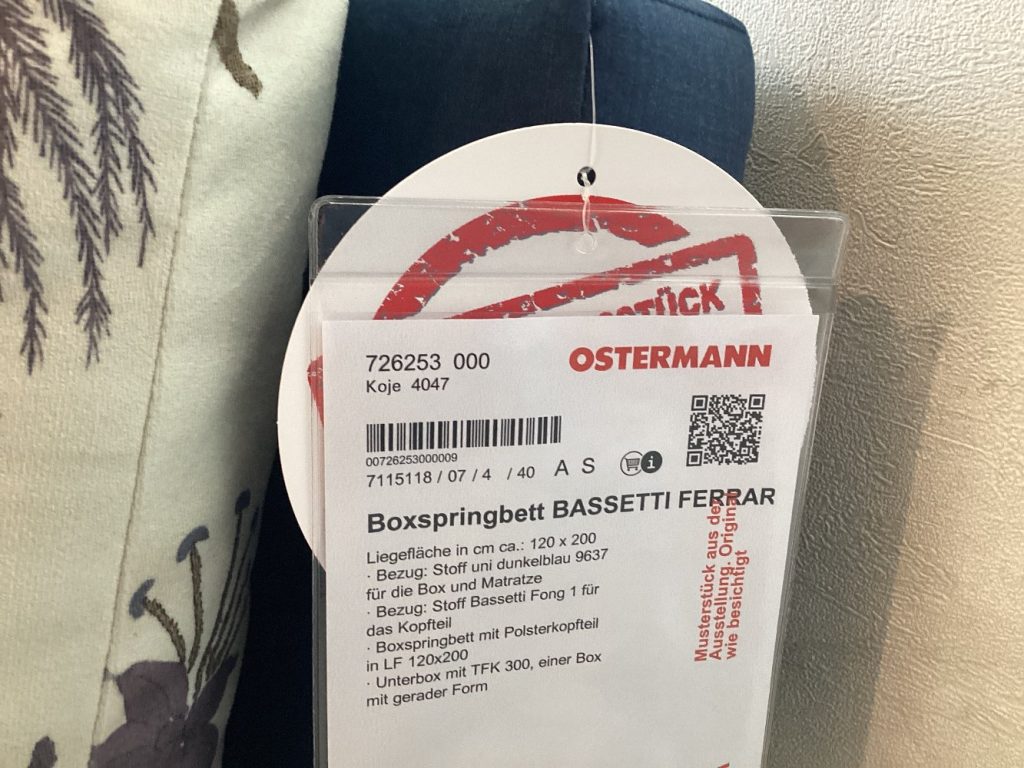 726253 000
OSTERMANN
Koje 4047
00726253000009
7115118 / 07 / 4 / 40 A S
i
Boxspringbett BASSETTI FERRAR
Liegefläche in cm ca.: 120 x 200
· Bezug: Stoff uni dunkelblau 9637
für die Box und Matratze
· Bezug: Stoff Bassetti Fong 1 für
das Kopfteil
· Boxspringbett mit Polsterkopfteil
in LF 120x200
· Unterbox mit TFK 300, einer Box
mit gerader Form
Musterstück aus der
Ausstellung. Original
wie besichtigt